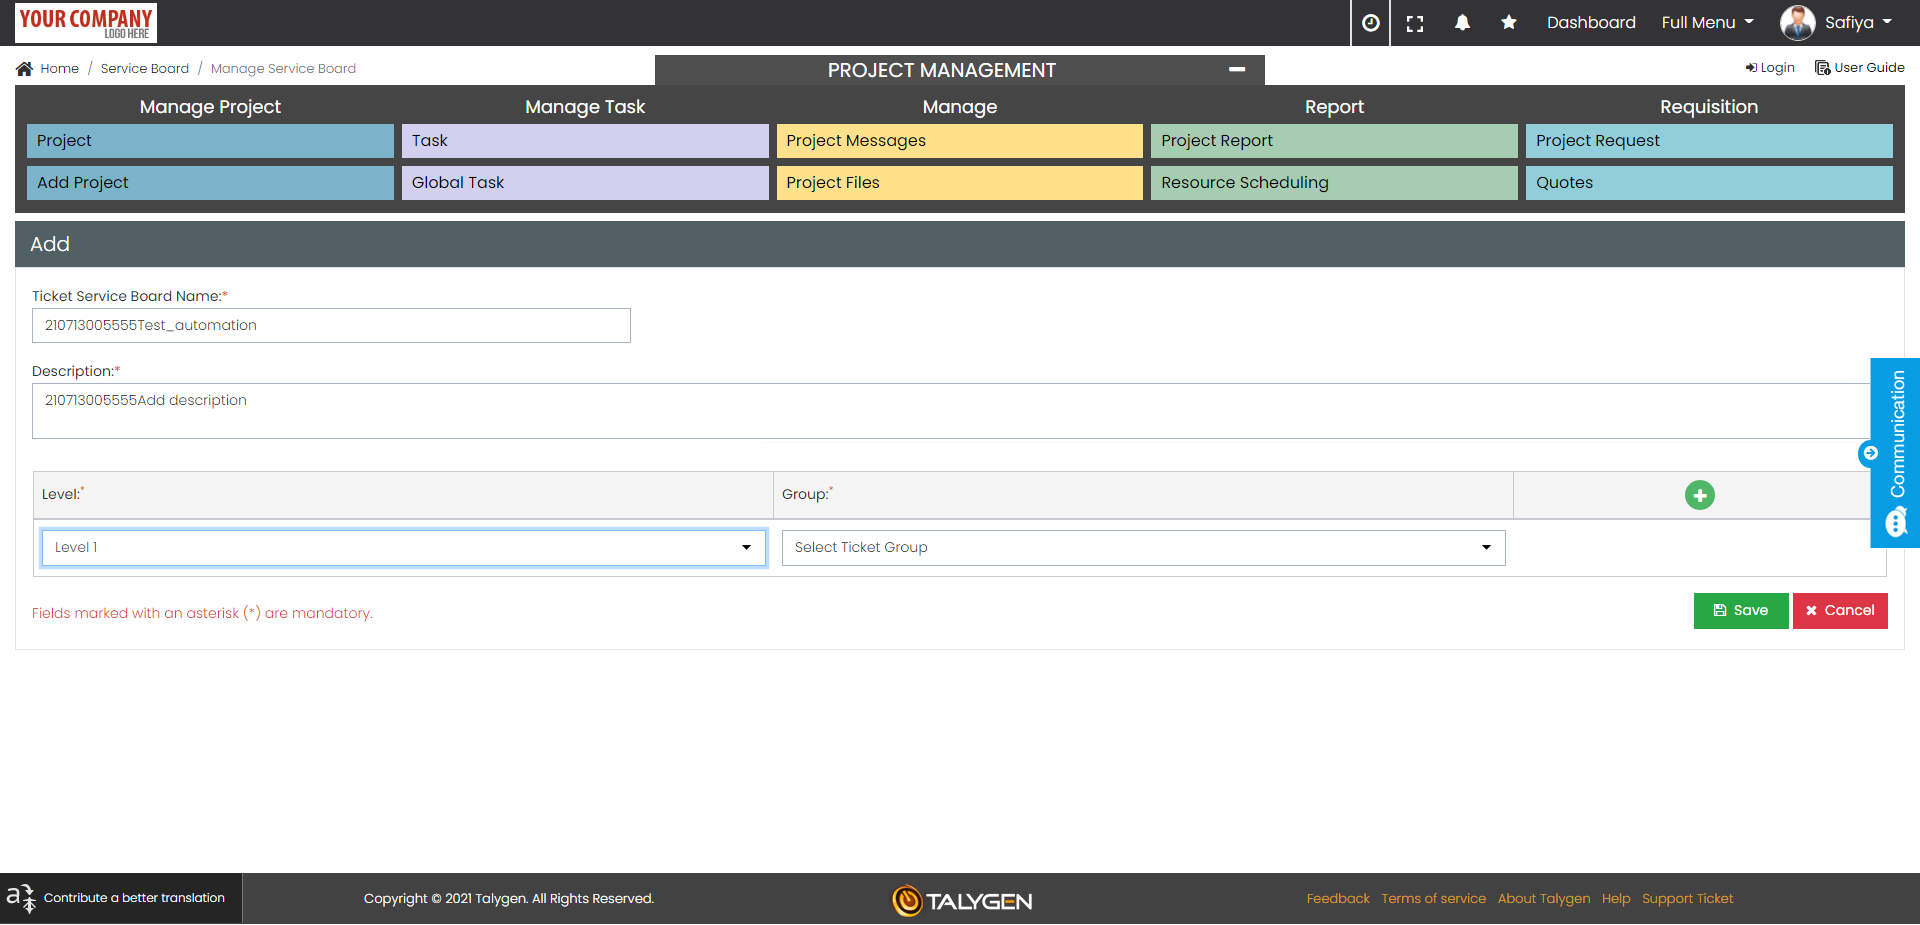 YOUR COMPANY
LOGO HERE
Dashboard
Full Menu
Safiya
Home / Service Board / Manage Service Board
PROJECT MANAGEMENT
Login
User Guide
Manage Project
Manage Task
Manage
Report
Requisition
Project
Task
Project Messages
Project Report
Project Request
Add Project
Global Task
Project Files
Resource Scheduling
Quotes
Add
Ticket Service Board Name:*
210713005555Test_automation
Description:*
210713005555Add description
Communication
Level:*
Group:*
Level 1
Select Ticket Group
Fields marked with an asterisk (*) are mandatory.
Save
Cancel
Contribute a better translation
Copyright © 2021 Talygen. All Rights Reserved.
TALYGEN
Feedback
Terms of service
About Talygen
Help
Support Ticket